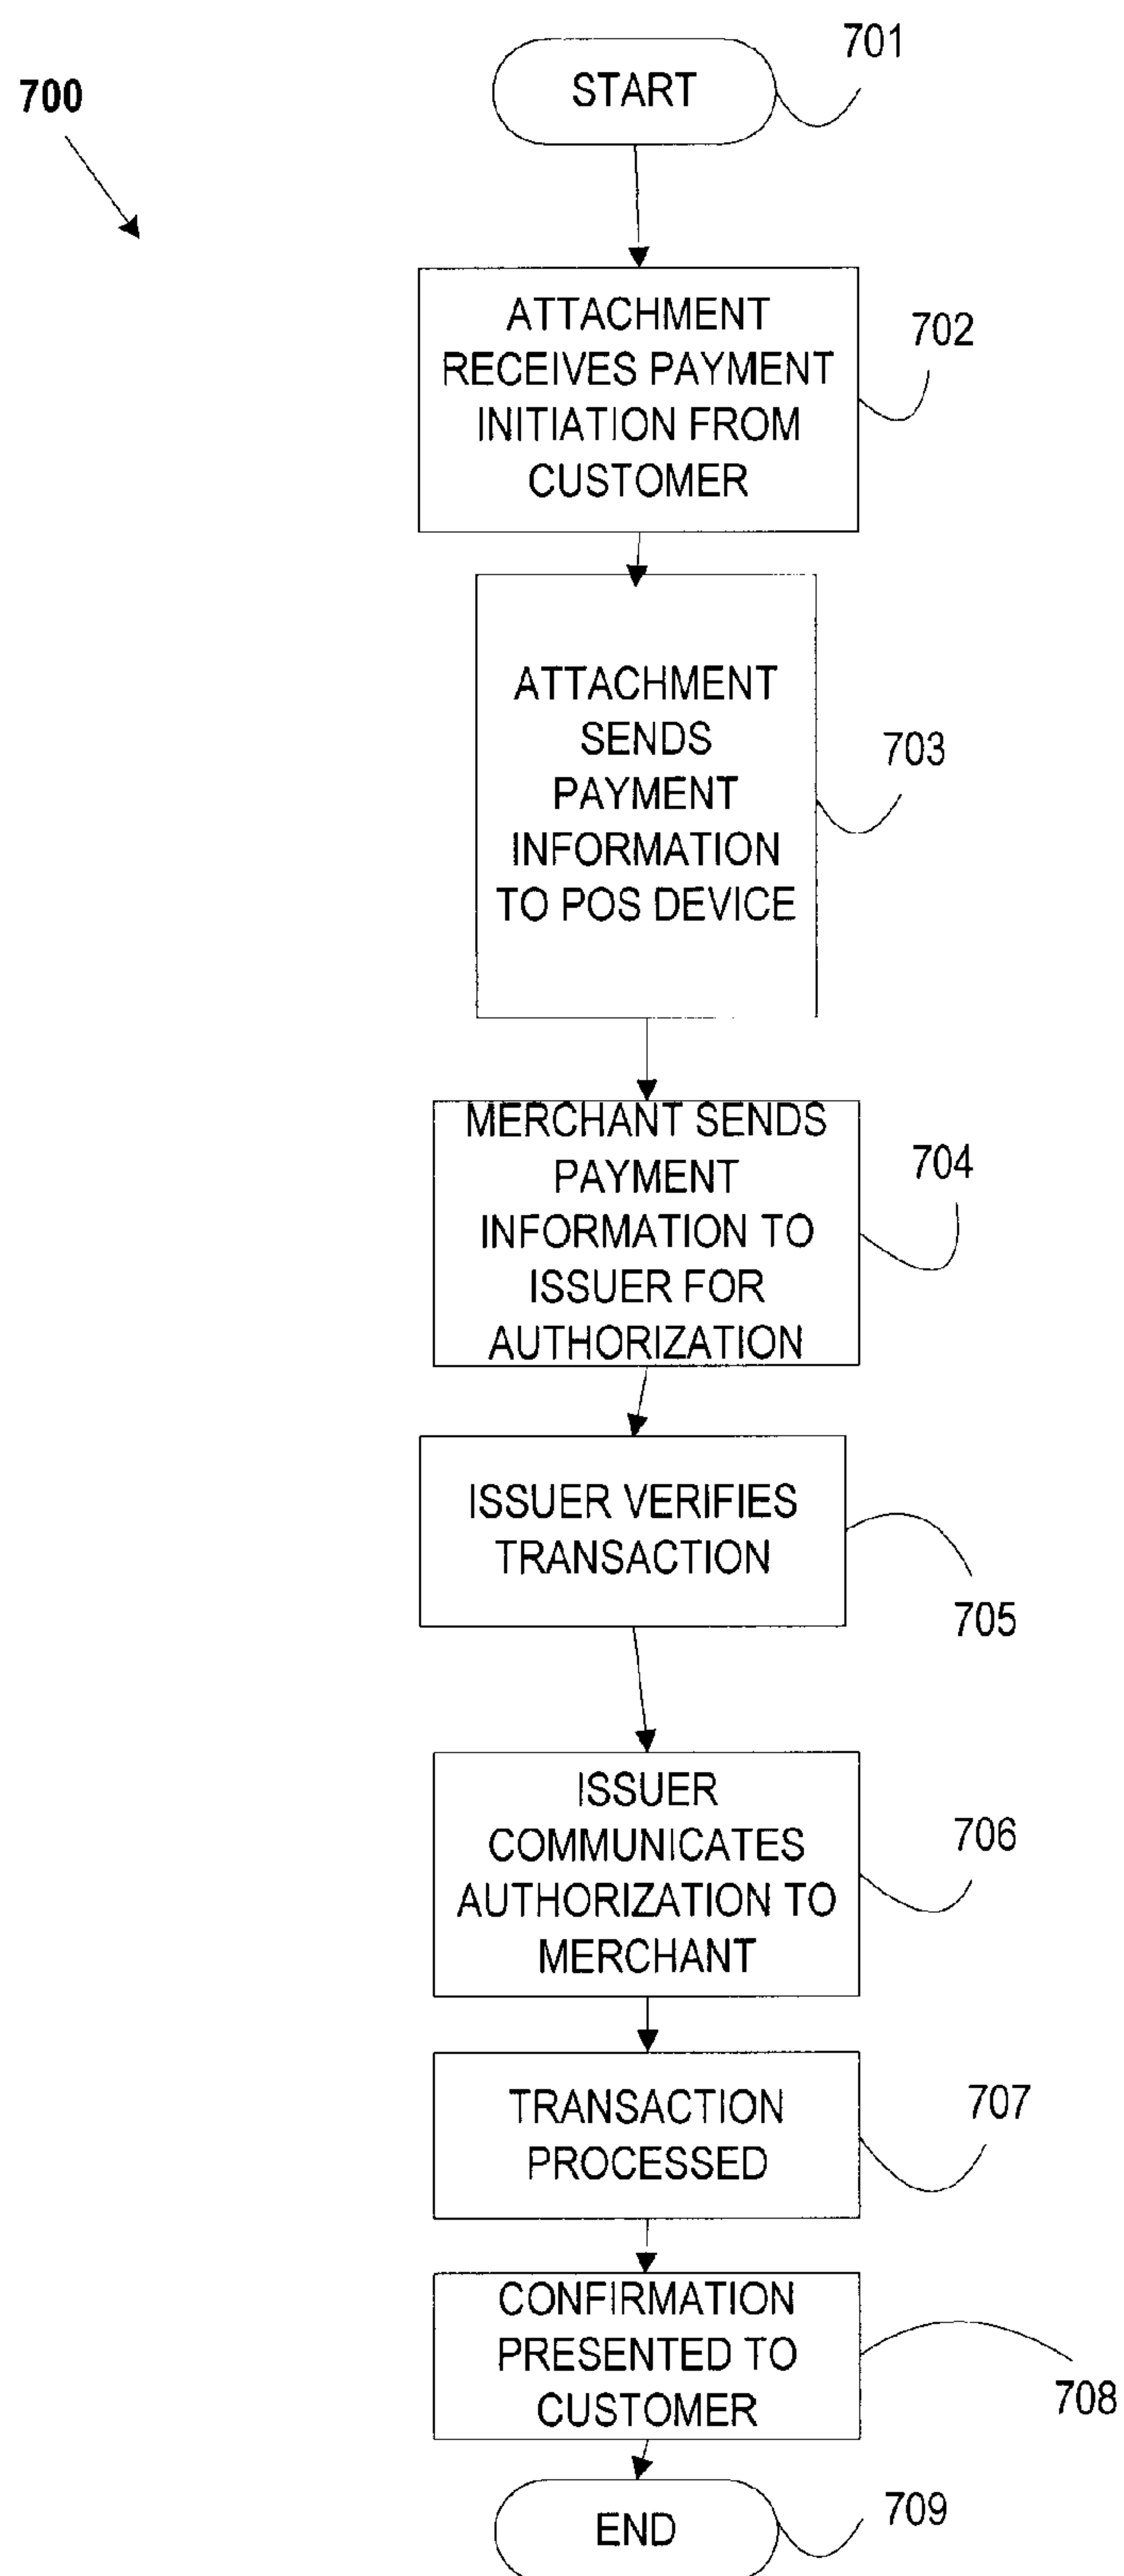 700
701
START
ATTACHMENT
RECEIVES PAYMENT
INITIATION FROM
CUSTOMER
702
ATTACHMENT
SENDS
PAYMENT
INFORMATION
TO POS DEVICE
703
MERCHANT SENDS
PAYMENT
INFORMATION TO
ISSUER FOR
AUTHORIZATION
704
ISSUER VERIFIES
TRANSACTION
705
ISSUER
COMMUNICATES
AUTHORIZATION TO
MERCHANT
706
TRANSACTION
PROCESSED
707
CONFIRMATION
PRESENTED TO
CUSTOMER
708
END
709